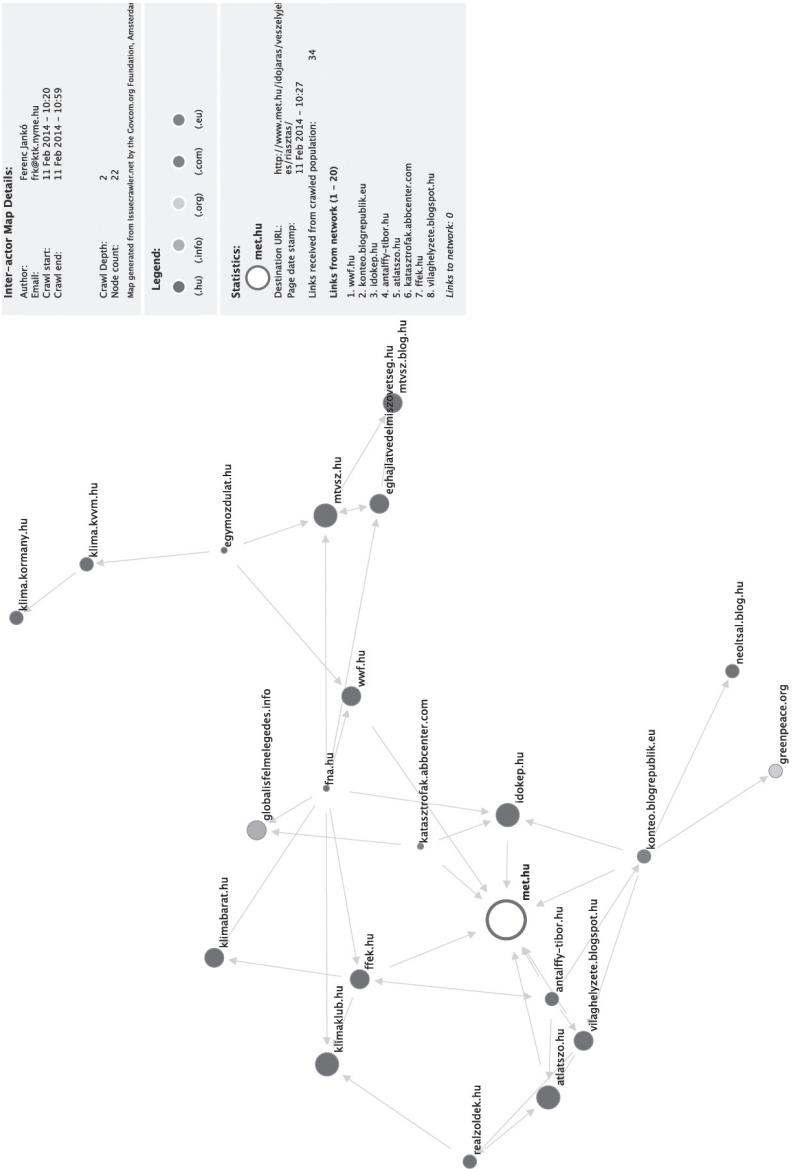 Inter-actor Map Details:
Author: Ferenc Jankó
Email: frk@ktk.nyme.hu
Crawl start: 11 Feb 2014 – 10:20
Crawl end: 11 Feb 2014 – 10:59
Crawl Depth: 2
Node count: 22
Map generated from Issuecrawler.net by the Govcom.org Foundation, Amsterda
Legend:
(.hu) (.info) (.org) (.com) (.eu)
Statistics:
met.hu
Destination URL: http://www.met.hu/idojaras/veszelyjel
es/riasztas/
Page date stamp: 11 Feb 2014 – 10:27
Links received from crawled population: 34
Links from network (1 – 20)
1. wwf.hu
2. konteo.blogrepublik.eu
3. idokep.hu
4. antalffy-tibor.hu
5. atlatszo.hu
6. katasztrofak.abbcenter.com
7. ffek.hu
8. vilaghelyzete.blogspot.hu
Links to network: 0
klima.kormany.hu
klima.kvvm.hu
egymozdulat.hu
mtvsz.hu
eghajlatvedelmiszovetseg.hu
mtvsz.blog.hu
wwf.hu
globalisfelmelegedes.info
fna.hu
katasztrofak.abbcenter.com
idokep.hu
neoltsal.blog.hu
greenpeace.org
konteo.blogrepublik.eu
met.hu
klimabarat.hu
ffek.hu
klimaklub.hu
antalffy-tibor.hu
vilaghelyzete.blogspot.hu
atlatszo.hu
realzoldek.hu